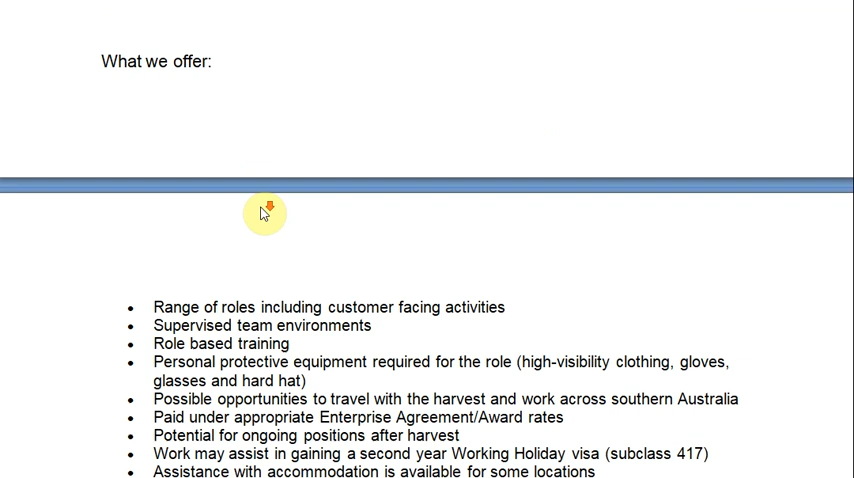 What we offer:
• Range of roles including customer facing activities
• Supervised team environments
• Role based training
• Personal protective equipment required for the role (high-visibility clothing, gloves,
glasses and hard hat)
• Possible opportunities to travel with the harvest and work across southern Australia
• Paid under appropriate Enterprise Agreement/Award rates
• Potential for ongoing positions after harvest
• Work may assist in gaining a second year Working Holiday visa (subclass 417)
• Assistance with accommodation is available for some locations